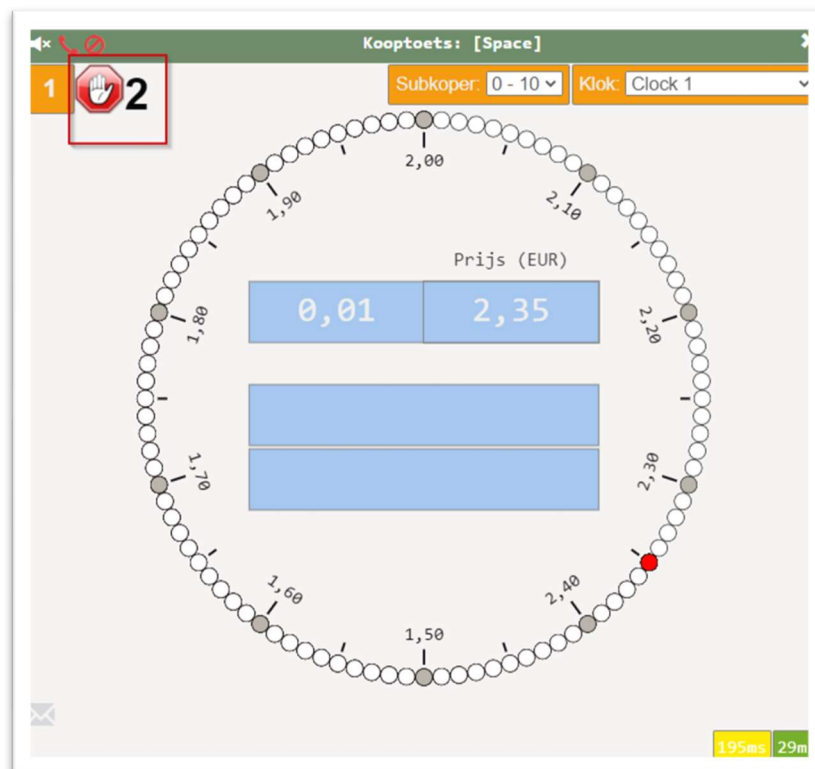 Kooptoets: [Space]
1
2
Subkoper: 0 - 10
Klok: Clock 1
2,00
1,90
2,10
Prijs (EUR)
0,01
2,35
1,80
2,20
1,70
2,30
1,60
2,40
1,50
195ms
29m